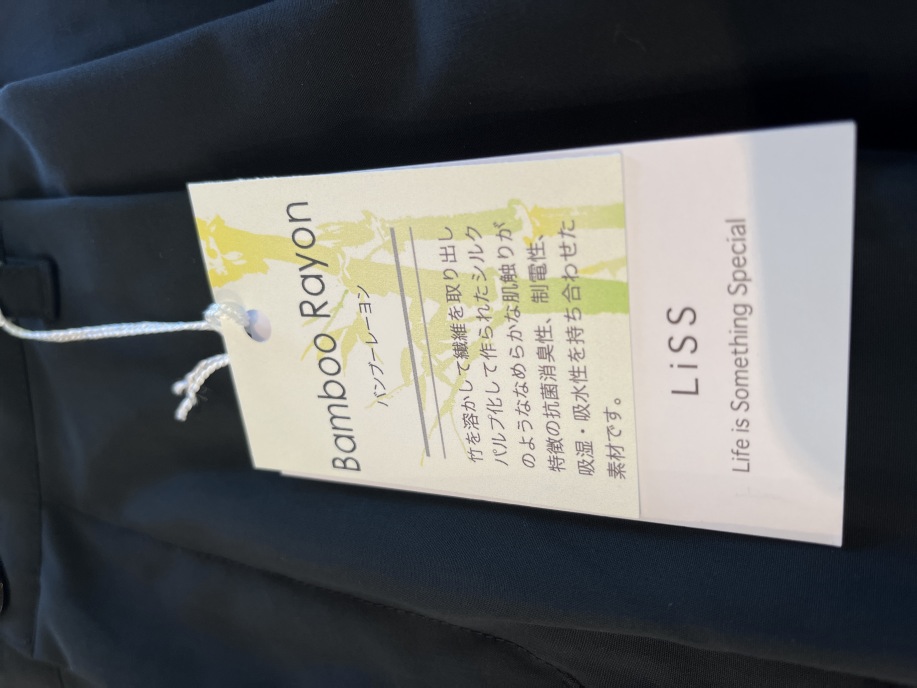 Bamboo Rayon
バンブーレーヨン
竹を溶かして繊維を取り出し
パルプ化して作られたシルク
のようななめらかな肌触りが
特徴の抗菌消臭性、制電性、
吸湿・吸水性を持ち合わせた
素材です。
LiSS
Life is Something Special